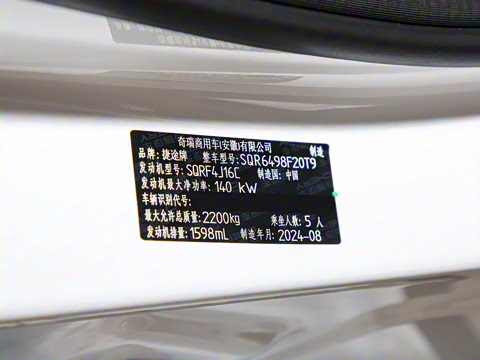 奇瑞商用车(安徽)有限公司 制造
品牌: 捷途牌 整车型号: SQR6498F20T9
发动机型号: SQRF4J16C 制造国: 中国
发动机最大净功率: 140 kW
车辆识别代号:
最大允许总质量: 2200kg 乘坐人数: 5 人
发动机排量: 1598mL 制造年月: 2024-08